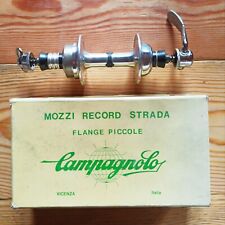 MOZZI RECORD STRADA
FLANGE PICCOLE
Campagnolo
VICENZA Italia